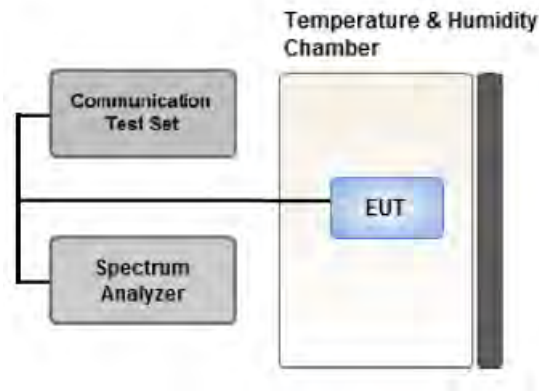 Temperature & Humidity
Chamber
Communication
Test Set
EUT
Spectrum
Analyzer